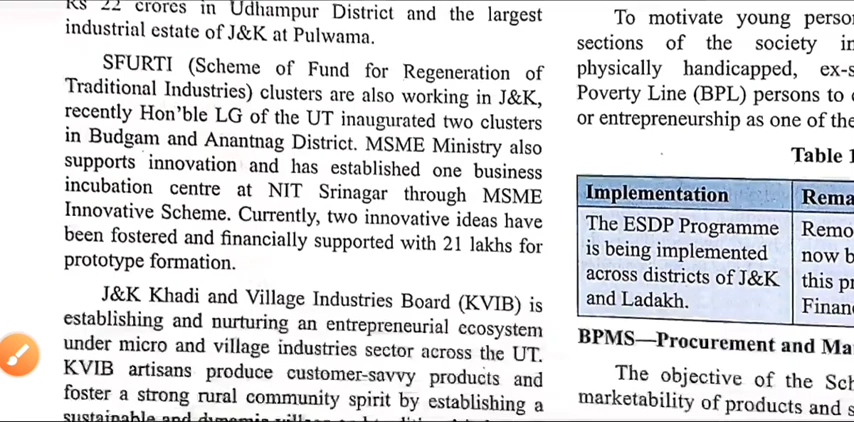 Rs 22 crores in Udhampur District and the largest
industrial estate of J&K at Pulwama.
SFURTI (Scheme of Fund for Regeneration of
Traditional Industries) clusters are also working in J&K,
recently Hon'ble LG of the UT inaugurated two clusters
in Budgam and Anantnag District. MSME Ministry also
supports innovation and has established one business
incubation centre at NIT Srinagar through MSME
Innovative Scheme. Currently, two innovative ideas have
been fostered and financially supported with 21 lakhs for
prototype formation.
J&K Khadi and Village Industries Board (KVIB) is
establishing and nurturing an entrepreneurial ecosystem
under micro and village industries sector across the UT.
KVIB artisans produce customer-savvy products and
foster a strong rural community spirit by establishing a
sustainable and
To motivate young
sections of the society
physically handicapped,
Poverty Line (BPL) persons to
or entrepreneurship as one of the
Table 1
Implementation
The ESDP Programme
is being implemented
across districts of J&K
and Ladakh.
now
this
BPMS—Procurement and
The objective of the
marketability of products and